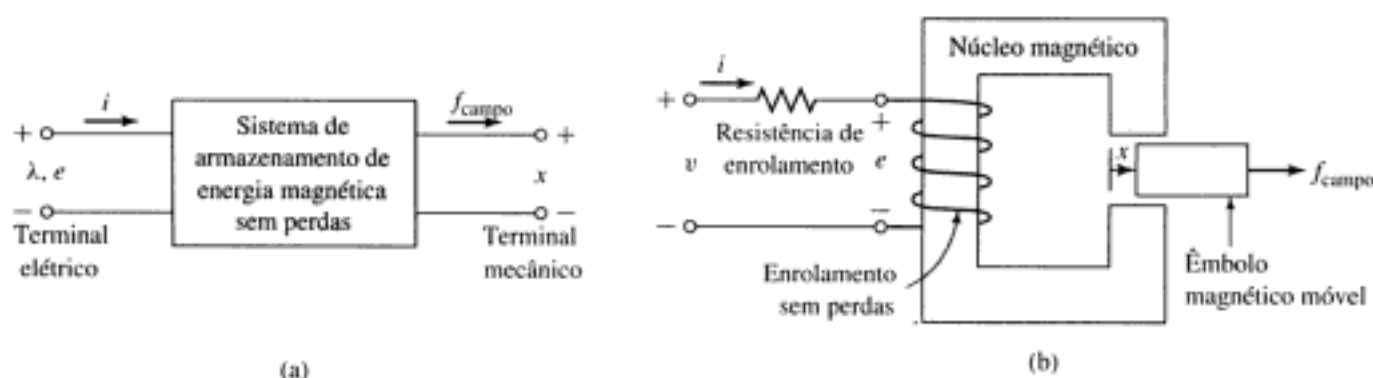 i
+
λ, e
−
Terminal
elétrico
Sistema de
armazenamento de
energia magnética
sem perdas
f_campo
+
x
−
Terminal
mecânico
(a)
i
+
v
−
Resistência de
enrolamento
+
e
−
Enrolamento
sem perdas
Núcleo magnético
x
f_campo
Êmbolo
magnético móvel
(b)